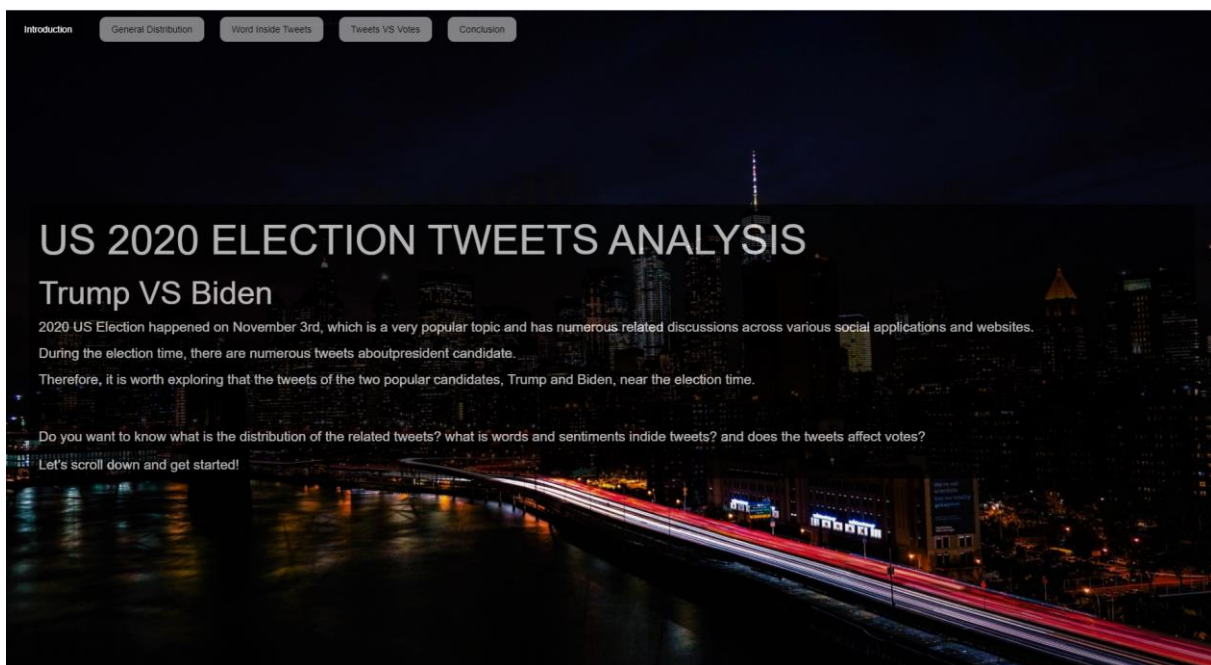 Introduction
General Distribution
Word Inside Tweets
Tweets VS Votes
Conclusion
US 2020 ELECTION TWEETS ANALYSIS
Trump VS Biden
2020 US Election happened on November 3rd, which is a very popular topic and has numerous related discussions across various social applications and websites.
During the election time, there are numerous tweets aboutpresident candidate.
Therefore, it is worth exploring that the tweets of the two popular candidates, Trump and Biden, near the election time.
Do you want to know what is the distribution of the related tweets? what is words and sentiments indide tweets? and does the tweets affect votes?
Let's scroll down and get started!